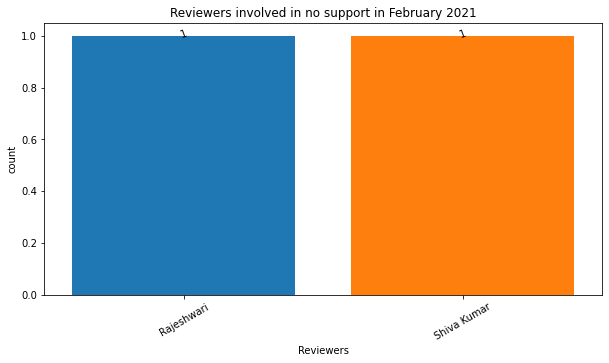 Reviewers involved in no support in February 2021
1 1
1.0
0.8
0.6
0.4
0.2
0.0
count
Rajeshwari Shiva Kumar
Reviewers